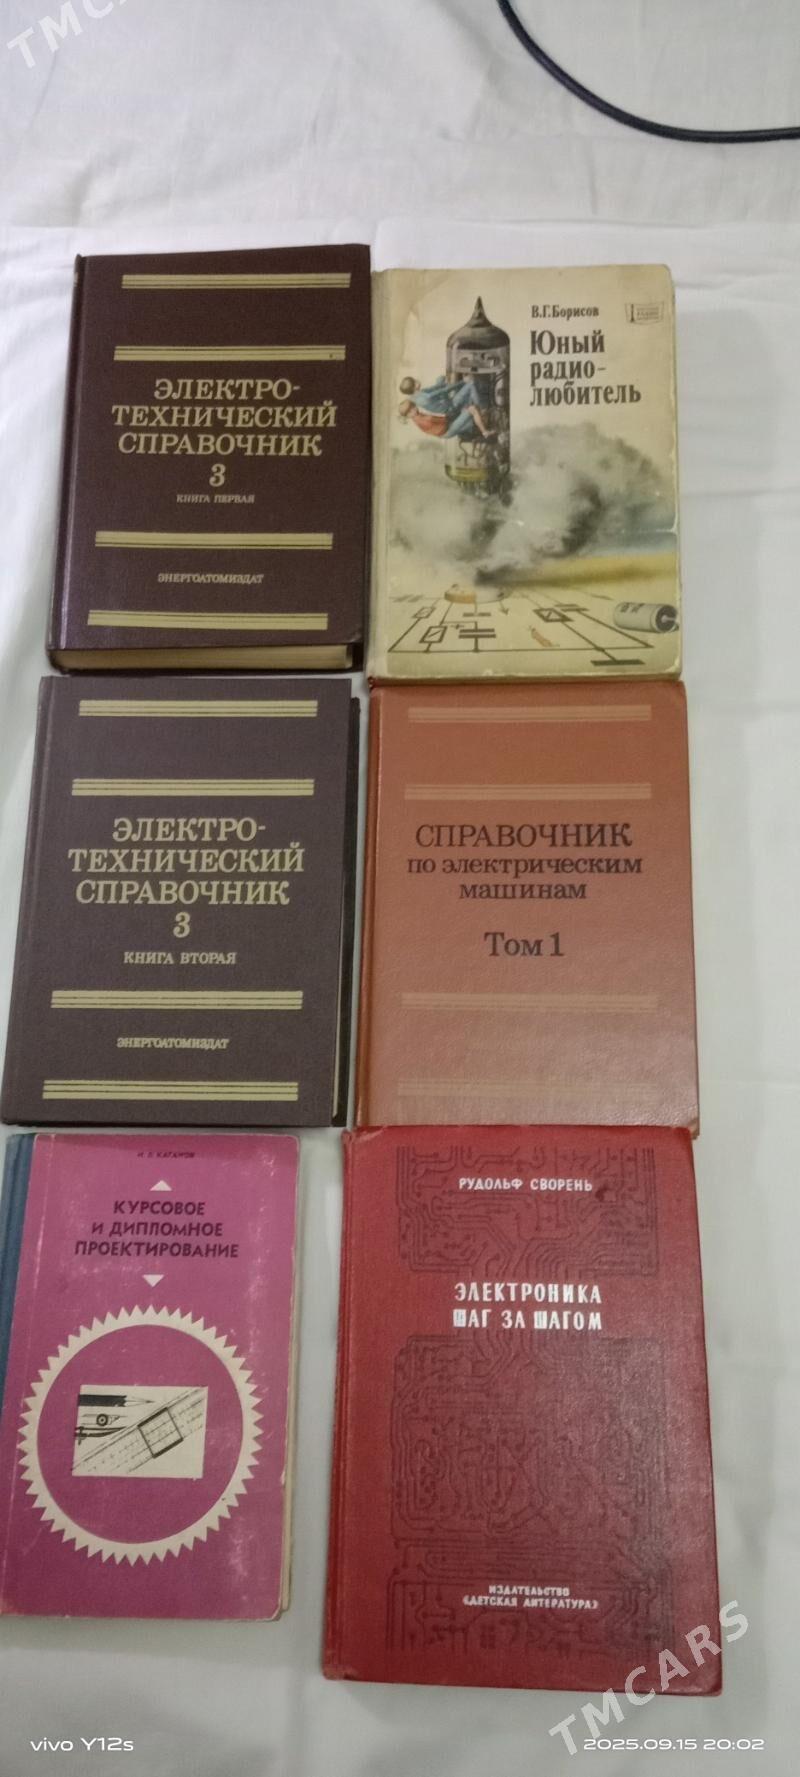 TMCARS
ЭЛЕКТРО-
ТЕХНИЧЕСКИЙ
СПРАВОЧНИК
3
КНИГА ПЕРВАЯ
ЭНЕРГОАТОМИЗДАТ
В.Г.Борисов
Юный
радио-
любитель
ЭЛЕКТРО-
ТЕХНИЧЕСКИЙ
СПРАВОЧНИК
3
КНИГА ВТОРАЯ
ЭНЕРГОАТОМИЗДАТ
СПРАВОЧНИК
по электрическим
машинам
Том 1
КАГАНОВ
КУРСОВОЕ
И ДИПЛОМНОЕ
ПРОЕКТИРОВАНИЕ
РУДОЛЬФ СВОРЕНЬ
ЭЛЕКТРОНИКА
ШАГ ЗА ШАГОМ
ИЗДАТЕЛЬСТВО
«ДЕТСКАЯ ЛИТЕРАТУРА»
TMCARS
vivo Y12s
2025.09.15 20:02